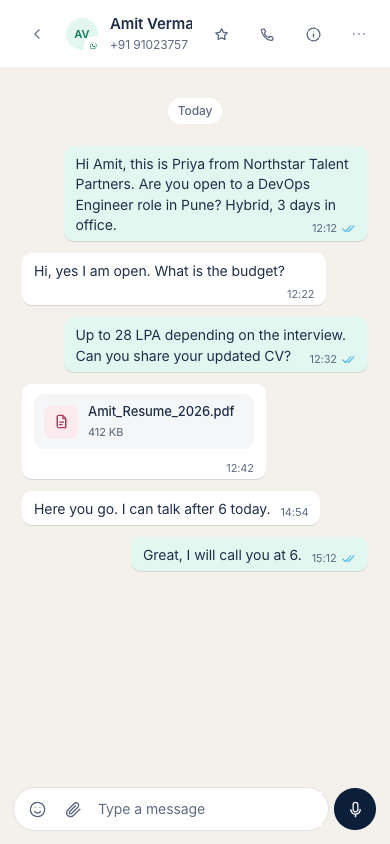 AV
Amit Verma
+91 91023757
Today
Hi Amit, this is Priya from Northstar Talent
Partners. Are you open to a DevOps
Engineer role in Pune? Hybrid, 3 days in
office.
12:12
Hi, yes I am open. What is the budget?
12:22
Up to 28 LPA depending on the interview.
Can you share your updated CV?
12:32
Amit_Resume_2026.pdf
412 KB
12:42
Here you go. I can talk after 6 today.
14:54
Great, I will call you at 6.
15:12
Type a message